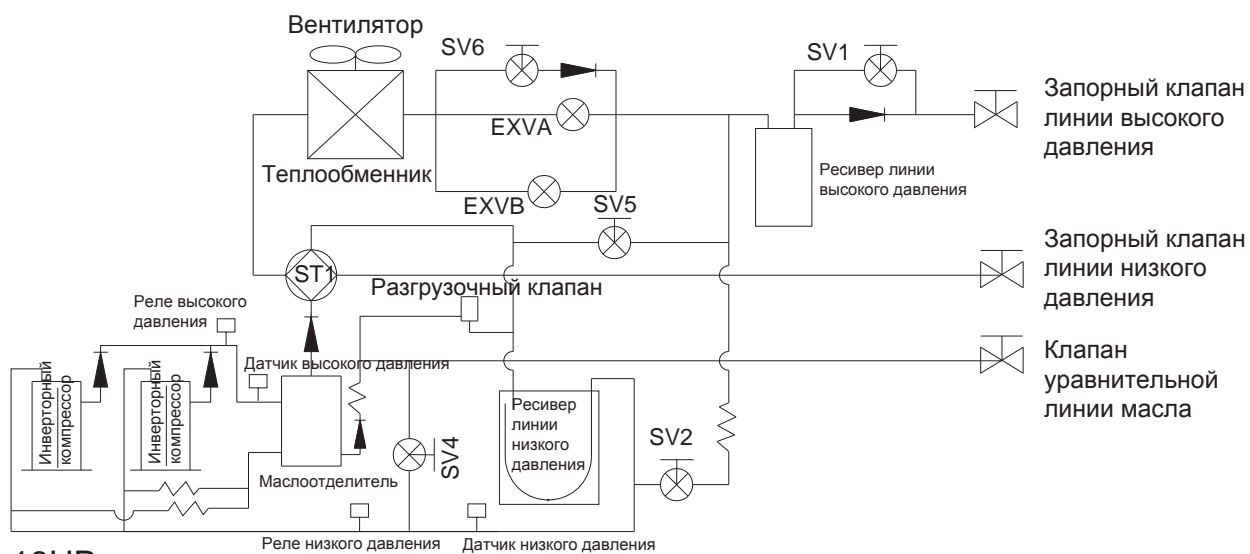 Вентилятор
SV6
SV1
Запорный клапан
линии высокого
давления
EXVA
Теплообменник
Ресивер линии
высокого давления
EXVB
SV5
Запорный клапан
линии низкого
давления
ST1
Разгрузочный клапан
Реле высокого
давления
Датчик высокого давления
Клапан
уравнительной
линии масла
Инверторный
компрессор
Инверторный
компрессор
Ресивер
линии
низкого
давления
SV2
SV4
Маслоотделитель
Реле низкого давления
Датчик низкого давления